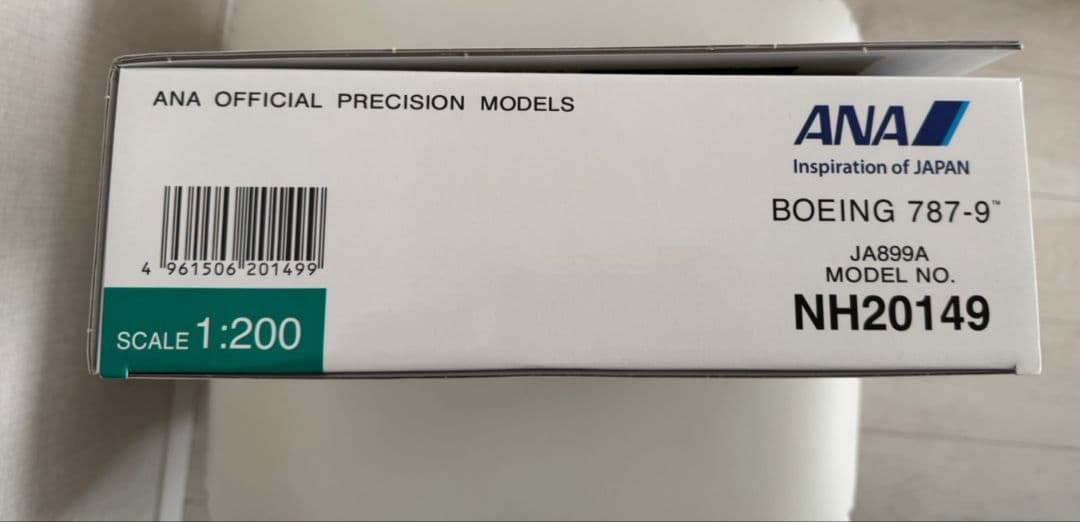 ANA OFFICIAL PRECISION MODELS
ANA
Inspiration of JAPAN
BOEING 787-9™
JA899A
MODEL NO.
NH20149
4 961506 201499
SCALE 1:200